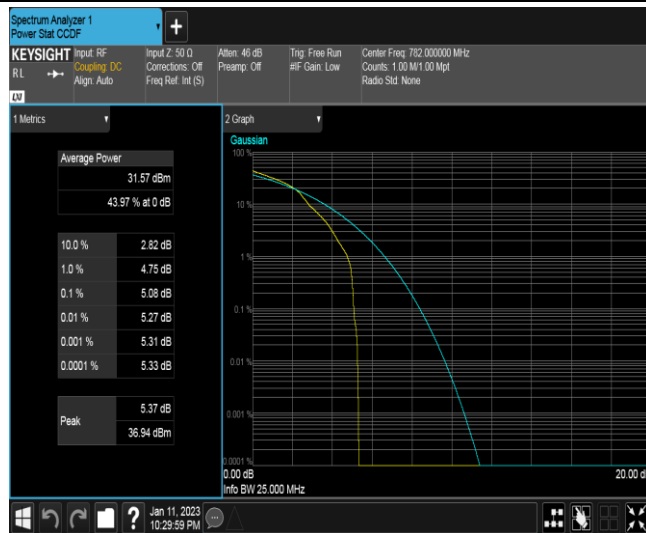 Spectrum Analyzer 1
Power Stat CCDF
+
KEYSIGHT
RL
Input: RF
Coupling: DC
Align: Auto
Input Z: 50 Ω
Corrections: Off
Freq Ref: Int (S)
Atten: 46 dB
Preamp: Off
Trig: Free Run
#IF Gain: Low
Center Freq: 782.000000 MHz
Counts: 1.00 M/1.00 Mpt
Radio Std: None
1 Metrics
Average Power
31.57 dBm
43.97 % at 0 dB
10.0 % 2.82 dB
1.0 % 4.75 dB
0.1 % 5.08 dB
0.01 % 5.27 dB
0.001 % 5.31 dB
0.0001 % 5.33 dB
Peak
5.37 dB
36.94 dBm
2 Graph
Gaussian
100 %
10 %
1 %
0.1 %
0.01 %
0.001 %
0.0001 %
0.00 dB
20.00 d
Info BW 25.000 MHz
?
Jan 11, 2023
10:29:59 PM